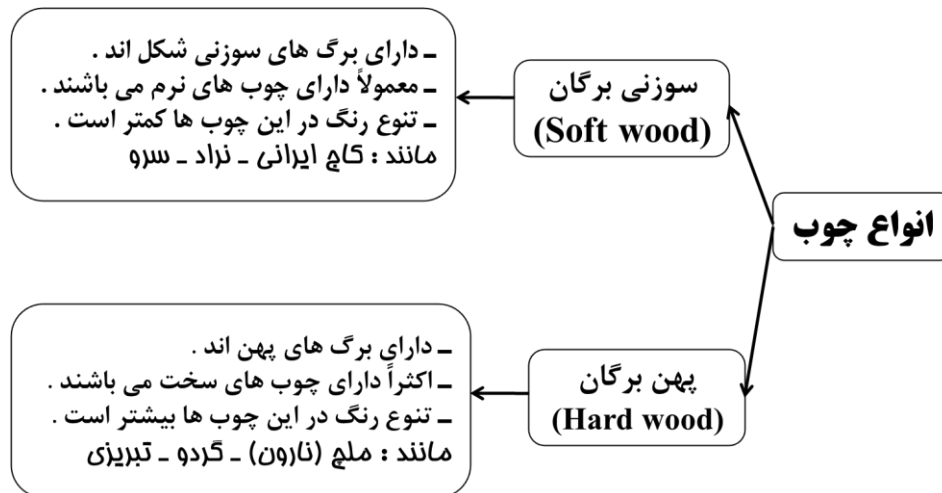 انواع چوب
سوزنی برگان
(Soft wood)
ـ دارای برگ های سوزنی شکل اند .
ـ معمولاً دارای چوب های نرم می باشند .
ـ تنوع رنگ در این چوب ها کمتر است .
مانند : کاج ایرانی ـ نراد ـ سرو
پهن برگان
(Hard wood)
ـ دارای برگ های پهن اند .
ـ اکثراً دارای چوب های سخت می باشند .
ـ تنوع رنگ در این چوب ها بیشتر است .
مانند : ملچ (نارون) ـ گردو ـ تبریزی